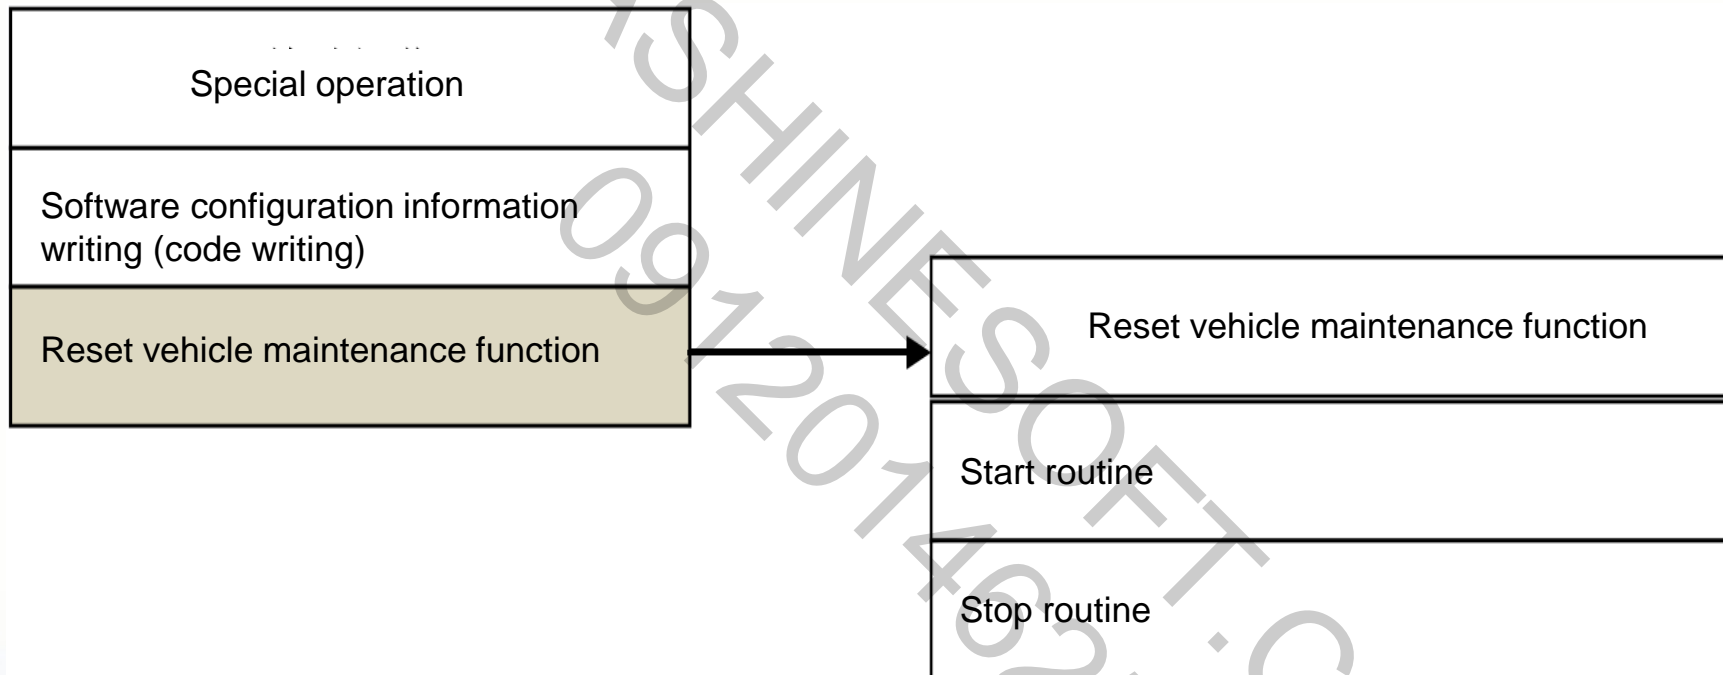 Special operation
Software configuration information
writing (code writing)
Reset vehicle maintenance function
Reset vehicle maintenance function
Start routine
Stop routine